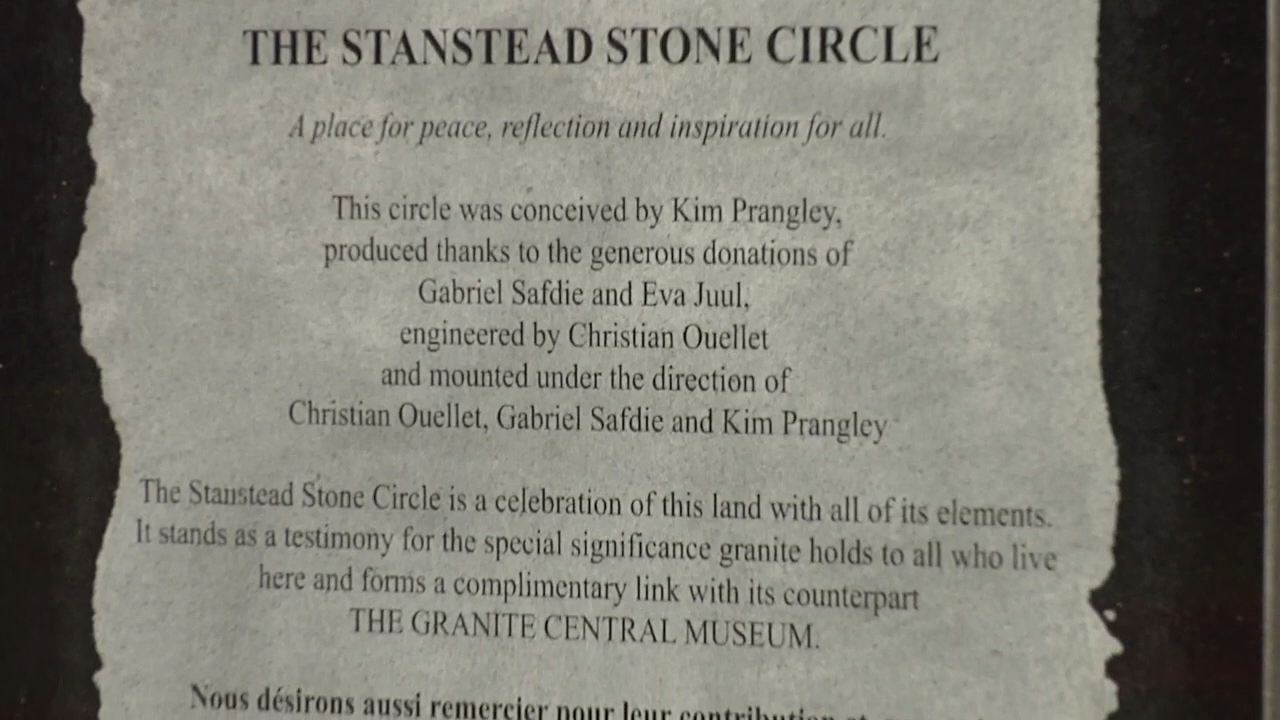 THE STANSTEAD STONE CIRCLE
A place for peace, reflection and inspiration for all.
This circle was conceived by Kim Prangley,
produced thanks to the generous donations of
Gabriel Safdie and Eva Juul,
engineered by Christian Ouellet
and mounted under the direction of
Christian Ouellet, Gabriel Safdie and Kim Prangley
The Stanstead Stone Circle is a celebration of this land with all of its elements.
It stands as a testimony for the special significance granite holds to all who live
here and forms a complimentary link with its counterpart
THE GRANITE CENTRAL MUSEUM.
Nous désirons aussi remercier pour leur contribution